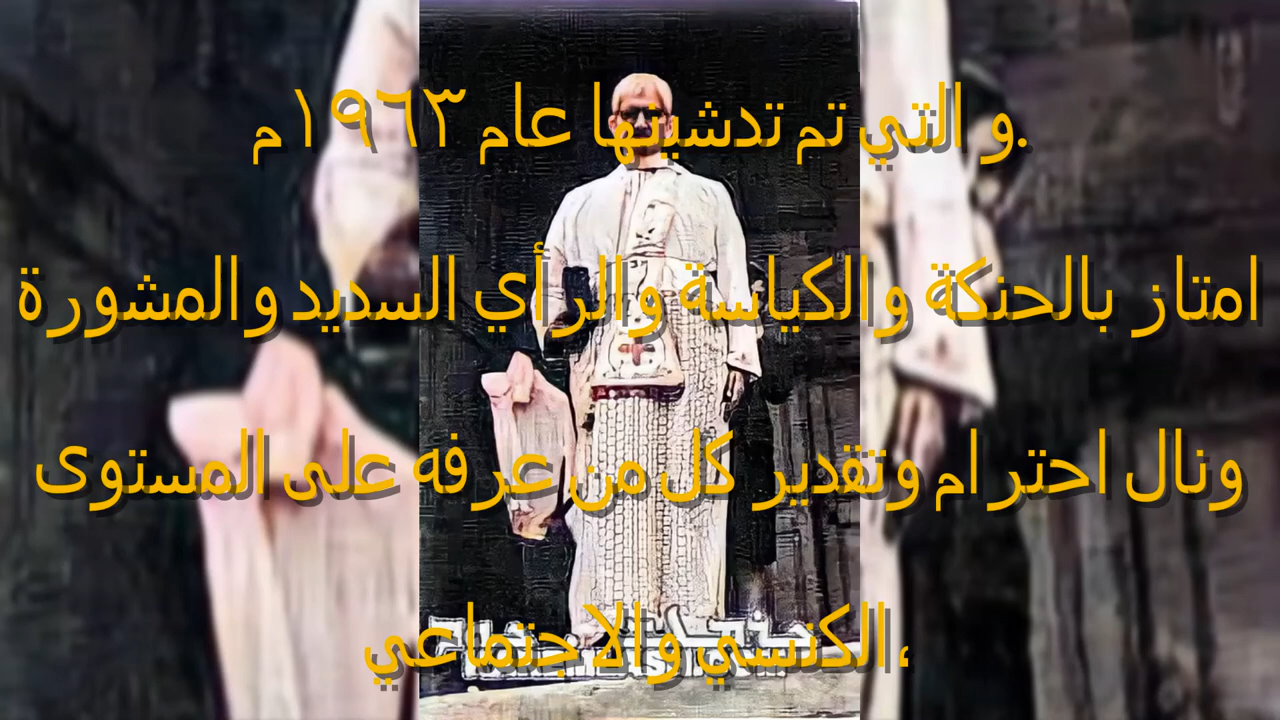 و التي تم تدشينها عام ١٩٦٣م.
امتاز بالحنكة والكياسة والرأي السديد والمشورة
ونال احترام وتقدير كل من عرفه على المستوى
الكنسي والاجتماعي،